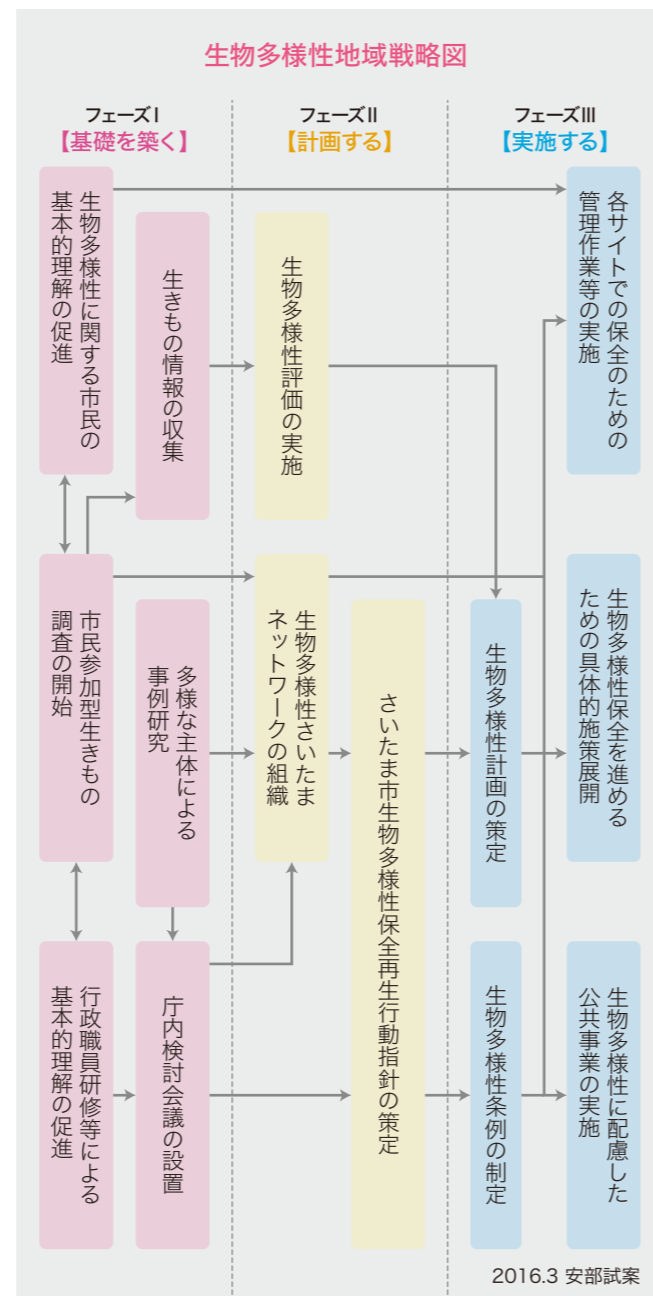 生物多様性地域戦略図
フェーズⅠ
【基礎を築く】
フェーズⅡ
【計画する】
フェーズⅢ
【実施する】
生物多様性に関する市民の
基本的理解の促進
生きもの情報の収集
生物多様性評価の実施
各サイトでの保全のための
管理作業等の実施
市民参加型生きもの
調査の開始
多様な主体による
事例研究
生物多様性さいたま
ネットワークの組織
さいたま市生物多様性保全再生行動指針の策定
生物多様性計画の策定
生物多様性保全を進める
ための具体的施策展開
行政職員研修等による
基本的理解の促進
庁内検討会議の設置
生物多様性条例の制定
生物多様性に配慮した
公共事業の実施
2016.3 安部試案